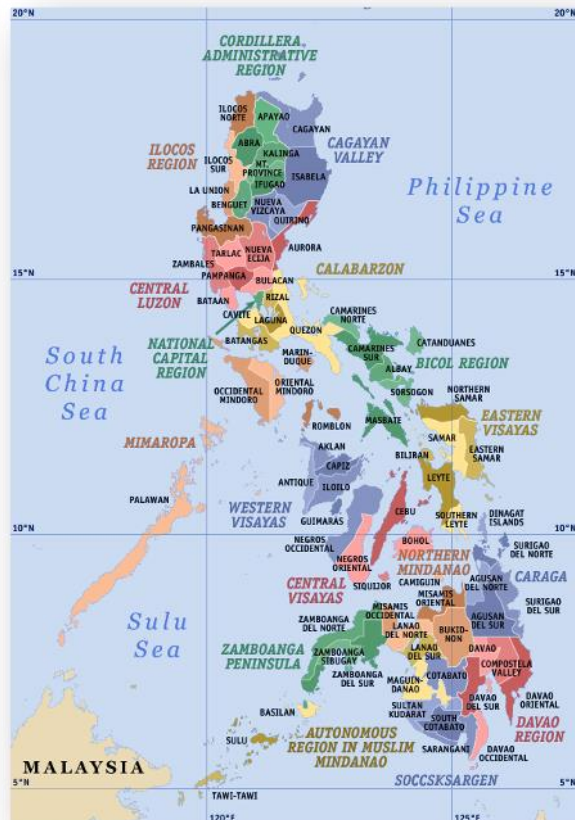 20°N
20°N
CORDILLERA
ADMINISTRATIVE
REGION
ILOCOS
NORTE
APAYAO
CAGAYAN
ABRA
CAGAYAN
VALLEY
ILOCOS
REGION
ILOCOS
SUR
KALINGA
MT.
PROVINCE
ISABELA
IFUGAO
LA UNION
BENGUET
NUEVA
VIZCAYA
QUIRINO
Philippine
Sea
PANGASINAN
NUEVA
ECIJA
AURORA
TARLAC
ZAMBALES
PAMPANGA
BULACAN
CALABARZON
15°N
15°N
CENTRAL
LUZON
BATAAN
RIZAL
CAVITE
LAGUNA
QUEZON
CAMARINES
NORTE
NATIONAL
CAPITAL
REGION
BATANGAS
CATANDUANES
CAMARINES
SUR
South
China
Sea
MARIN-
DUQUE
ALBAY
BICOL REGION
OCCIDENTAL
MINDORO
ORIENTAL
MINDORO
SORSOGON
NORTHERN
SAMAR
ROMBLON
MASBATE
EASTERN
VISAYAS
MIMAROPA
AKLAN
SAMAR
BILIRAN
EASTERN
SAMAR
CAPIZ
ANTIQUE
ILOILO
LEYTE
PALAWAN
WESTERN
VISAYAS
GUIMARAS
CEBU
SOUTHERN
LEYTE
DINAGAT
ISLANDS
10°N
10°N
NEGROS
OCCIDENTAL
BOHOL
SURIGAO
DEL NORTE
NEGROS
ORIENTAL
NORTHERN
MINDANAO
CENTRAL
VISAYAS
SIQUIJOR
CAMIGUIN
AGUSAN
DEL NORTE
CARAGA
MISAMIS
ORIENTAL
MISAMIS
OCCIDENTAL
SURIGAO
DEL SUR
Sulu
Sea
ZAMBOANGA
DEL NORTE
LANAO
DEL NORTE
BUKID-
NON
AGUSAN
DEL SUR
ZAMBOANGA
PENINSULA
ZAMBOANGA
SIBUGAY
LANAO
DEL SUR
DAVAO
COMPOSTELA
VALLEY
ZAMBOANGA
DEL SUR
MAGUIN-
DANAO
COTABATO
DAVAO
DEL SUR
DAVAO
ORIENTAL
BASILAN
SULTAN
KUDARAT
SOUTH
COTABATO
DAVAO
REGION
SULU
AUTONOMOUS
REGION IN MUSLIM
MINDANAO
SARANGANI
DAVAO
OCCIDENTAL
MALAYSIA
SOCCSKSARGEN
5°N
5°N
TAWI-TAWI
120°E
125°E